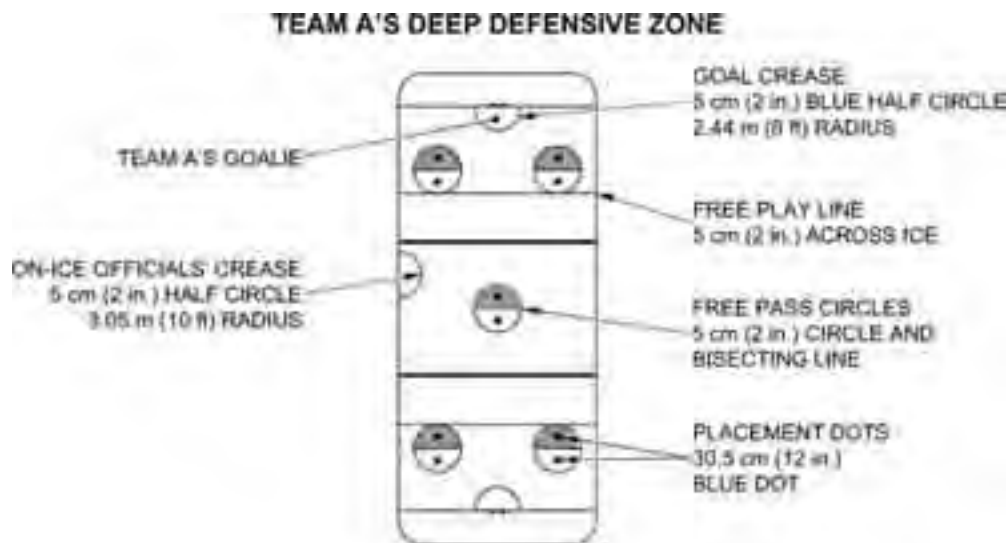 TEAM A'S DEEP DEFENSIVE ZONE
GOAL CREASE
5 cm (2 in.) BLUE HALF CIRCLE
2.44 m (8 ft) RADIUS
TEAM A'S GOALIE
FREE PLAY LINE
5 cm (2 in.) ACROSS ICE
ON-ICE OFFICIALS' CREASE
5 cm (2 in.) HALF CIRCLE
3.05 m (10 ft) RADIUS
FREE PASS CIRCLES
5 cm (2 in.) CIRCLE AND
BISECTING LINE
PLACEMENT DOTS
30.5 cm (12 in.)
BLUE DOT